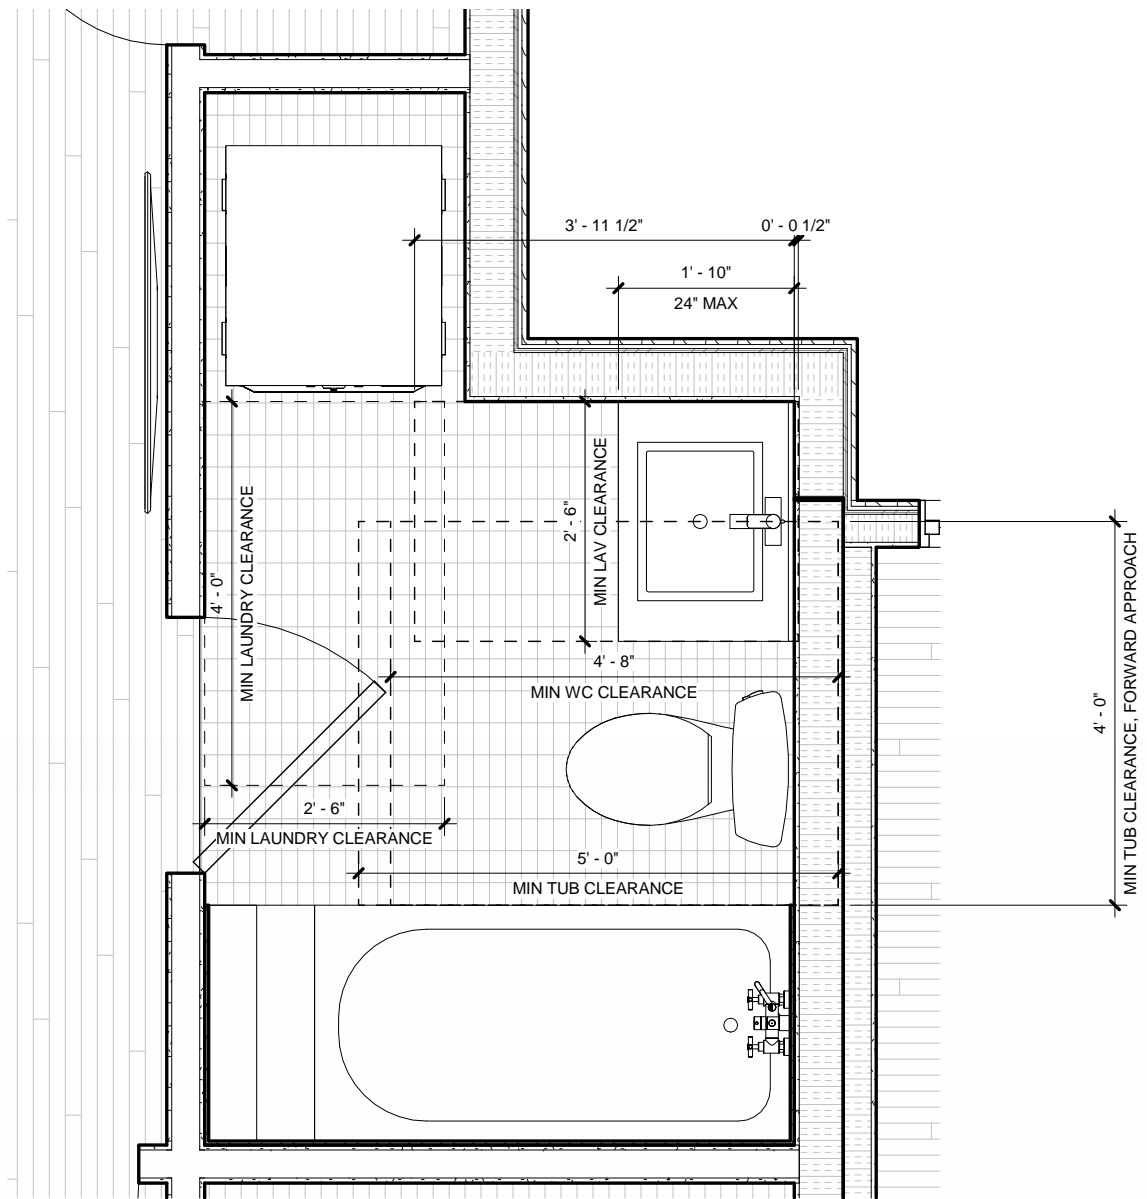 3' - 11 1/2"
0' - 0 1/2"
1' - 10"
24" MAX
4' - 0"
MIN LAUNDRY CLEARANCE
2' - 6"
MIN LAV CLEARANCE
4' - 8"
MIN WC CLEARANCE
4' - 0"
MIN TUB CLEARANCE, FORWARD APPROACH
2' - 6"
MIN LAUNDRY CLEARANCE
5' - 0"
MIN TUB CLEARANCE